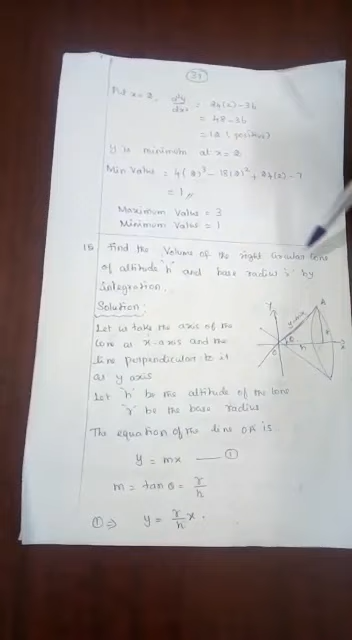 31
Put x = 2, d²y/dx² = 24(2) - 36
= 48 - 36
= 12 (positive)
y is minimum at x = 2
Min Value = 4(2)³ - 18(2)² + 24(2) - 7
= 1 //
Maximum Value = 3
Minimum Value = 1
15. Find the Volume of the right circular cone
of altitude 'h' and base radius 'r' by
integration.
Solution:
Let us take the axis of the
cone as x-axis and the
line perpendicular to it
as y axis
Let 'h' be the altitude of the cone
'r' be the base radius
The equation of the line OA is
y = mx —— ①
m = tan θ = r/h
① ⇒ y = r/h x.
Y
A
y=mx
θ
O
h
r
X